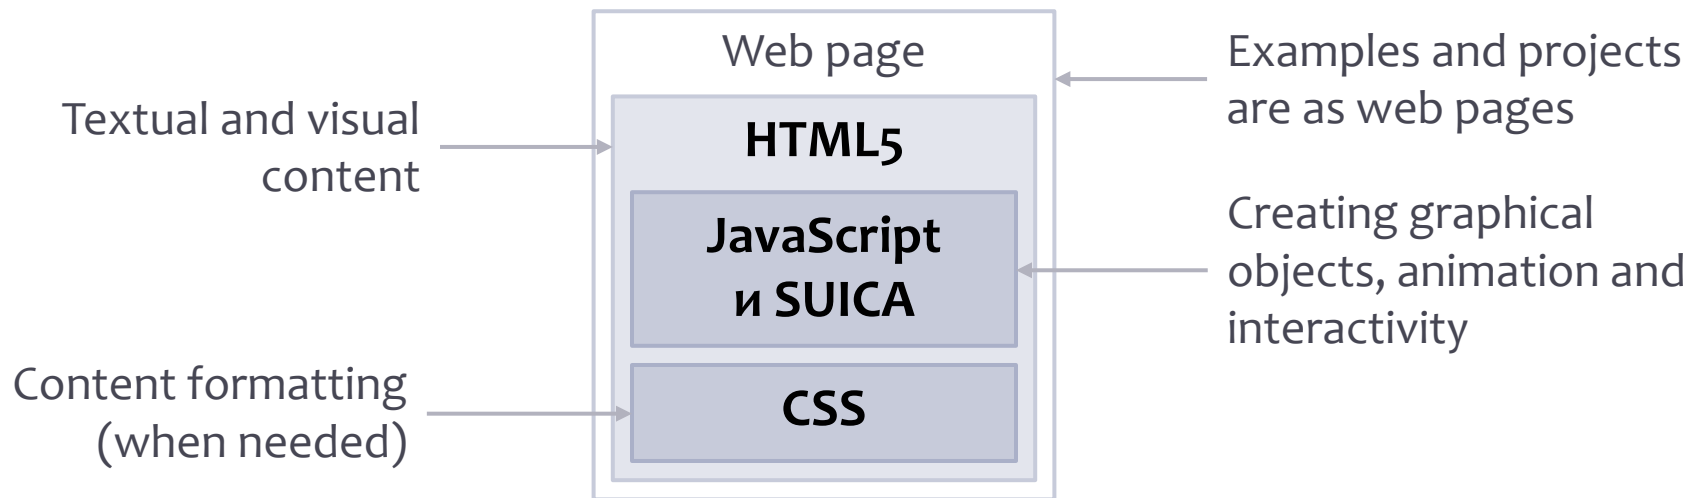 Web page
Examples and projects
are as web pages
Textual and visual
content
HTML5
JavaScript
и SUICA
Creating graphical
objects, animation and
interactivity
Content formatting
(when needed)
CSS